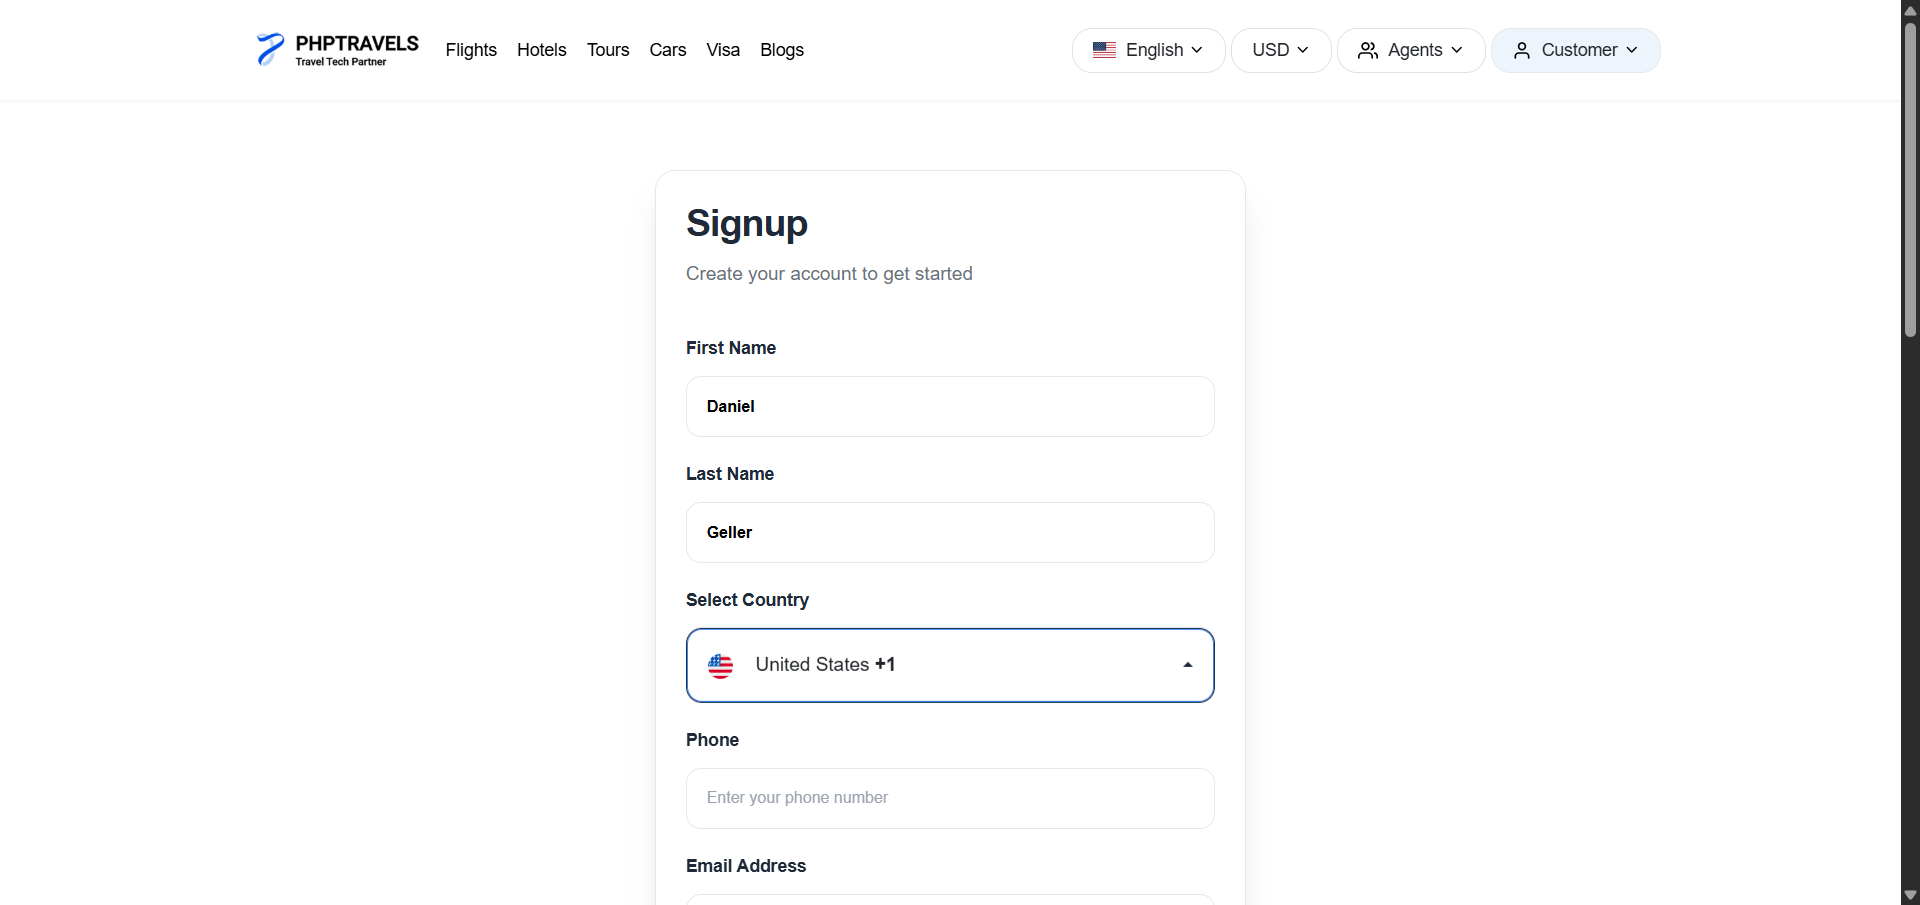 PHPTRAVELS
Travel Tech Partner
Flights Hotels Tours Cars Visa Blogs
English USD Agents Customer
Signup
Create your account to get started
First Name
Daniel
Last Name
Geller
Select Country
United States +1
Phone
Enter your phone number
Email Address